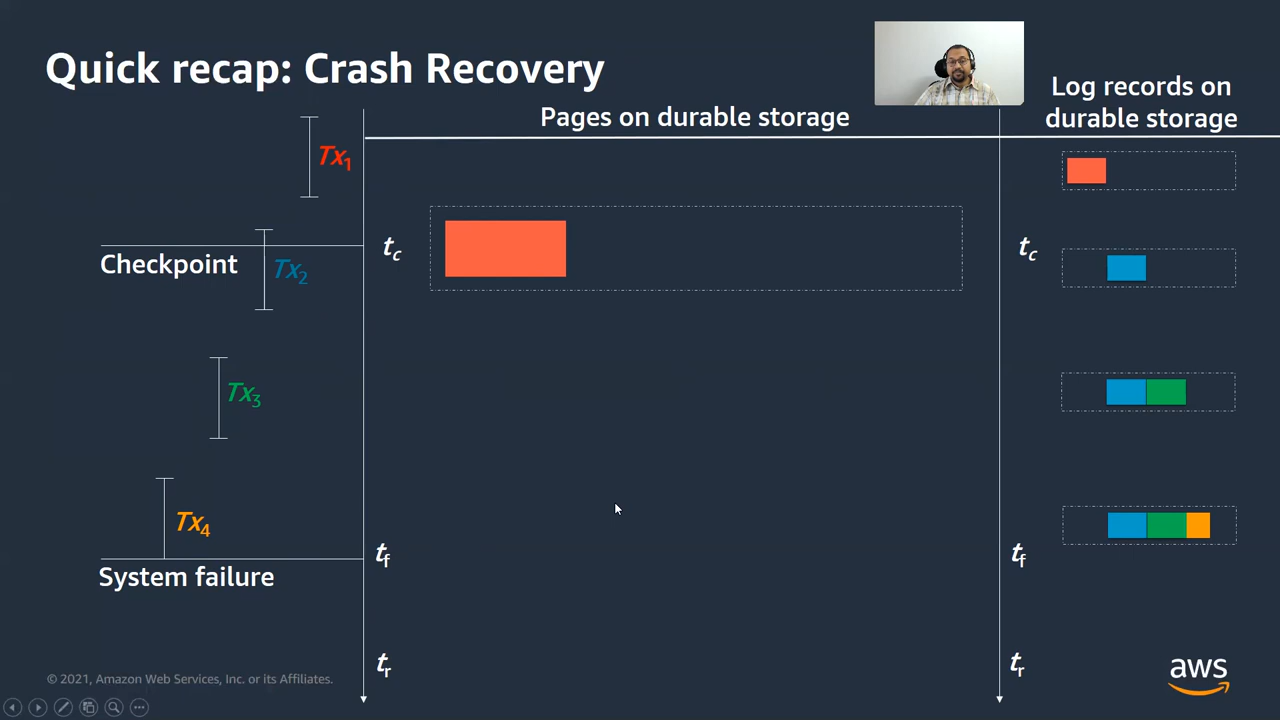 Quick recap: Crash Recovery
Pages on durable storage
Log records on
durable storage
Tx1
tc
tc
Checkpoint
Tx2
Tx3
Tx4
tf
tf
System failure
tr
tr
© 2021, Amazon Web Services, Inc. or its Affiliates.
aws